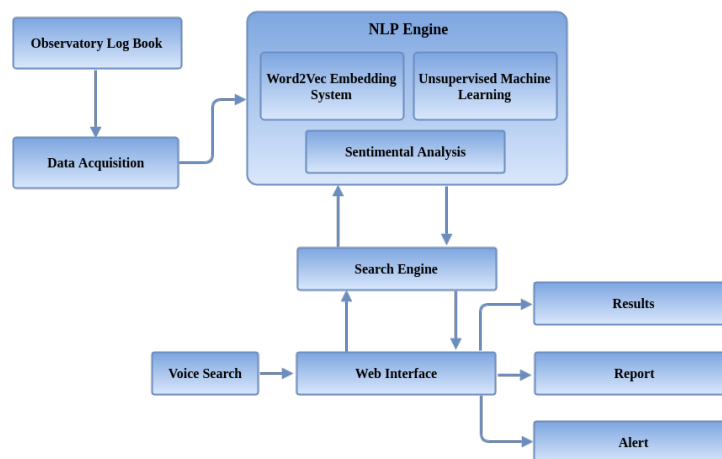 Observatory Log Book
NLP Engine
Word2Vec Embedding
System
Unsupervised Machine
Learning
Sentimental Analysis
Data Acquisition
Search Engine
Results
Voice Search
Web Interface
Report
Alert